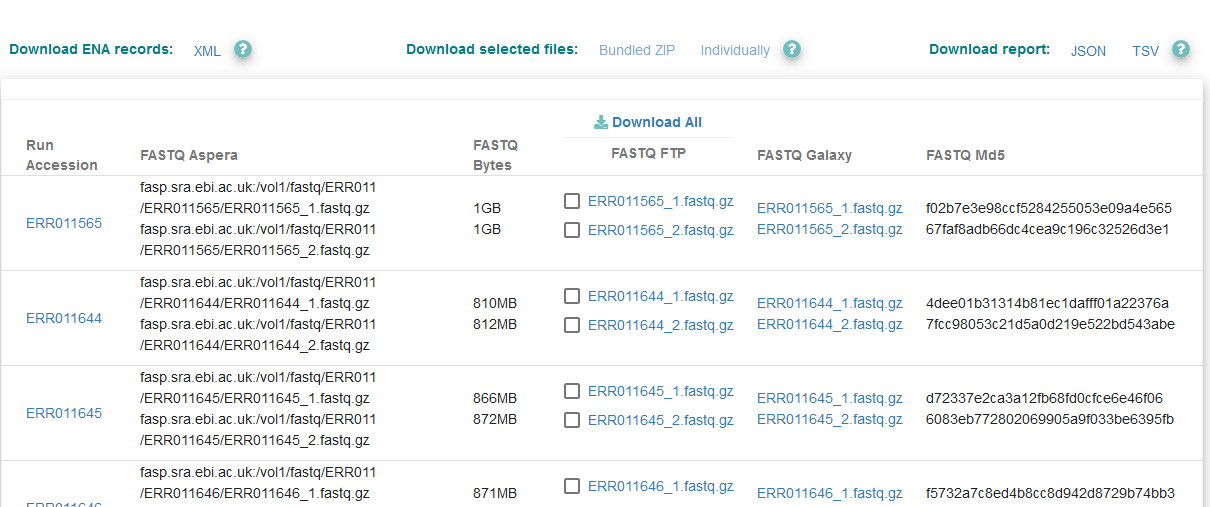 Download ENA records: XML ? Download selected files: Bundled ZIP Individually ? Download report: JSON TSV ?
Download All
Run Accession FASTQ Aspera FASTQ Bytes FASTQ FTP FASTQ Galaxy FASTQ Md5
fasp.sra.ebi.ac.uk:/vol1/fastq/ERR011
/ERR011565/ERR011565_1.fastq.gz 1GB ERR011565_1.fastq.gz ERR011565_1.fastq.gz f02b7e3e98ccf5284255053e09a4e565
ERR011565
fasp.sra.ebi.ac.uk:/vol1/fastq/ERR011 1GB ERR011565_2.fastq.gz ERR011565_2.fastq.gz 67faf8adb66dc4cea9c196c32526d3e1
/ERR011565/ERR011565_2.fastq.gz
fasp.sra.ebi.ac.uk:/vol1/fastq/ERR011
/ERR011644/ERR011644_1.fastq.gz 810MB ERR011644_1.fastq.gz ERR011644_1.fastq.gz 4dee01b31314b81ec1dafff01a22376a
ERR011644
fasp.sra.ebi.ac.uk:/vol1/fastq/ERR011 812MB ERR011644_2.fastq.gz ERR011644_2.fastq.gz 7fcc98053c21d5a0d219e522bd543abe
/ERR011644/ERR011644_2.fastq.gz
fasp.sra.ebi.ac.uk:/vol1/fastq/ERR011
/ERR011645/ERR011645_1.fastq.gz 866MB ERR011645_1.fastq.gz ERR011645_1.fastq.gz d72337e2ca3a12fb68fd0cfce6e46f06
ERR011645
fasp.sra.ebi.ac.uk:/vol1/fastq/ERR011 872MB ERR011645_2.fastq.gz ERR011645_2.fastq.gz 6083eb772802069905a9f033be6395fb
/ERR011645/ERR011645_2.fastq.gz
fasp.sra.ebi.ac.uk:/vol1/fastq/ERR011
/ERR011646/ERR011646_1.fastq.gz 871MB ERR011646_1.fastq.gz ERR011646_1.fastq.gz f5732a7c8ed4b8cc8d942d8729b74bb3